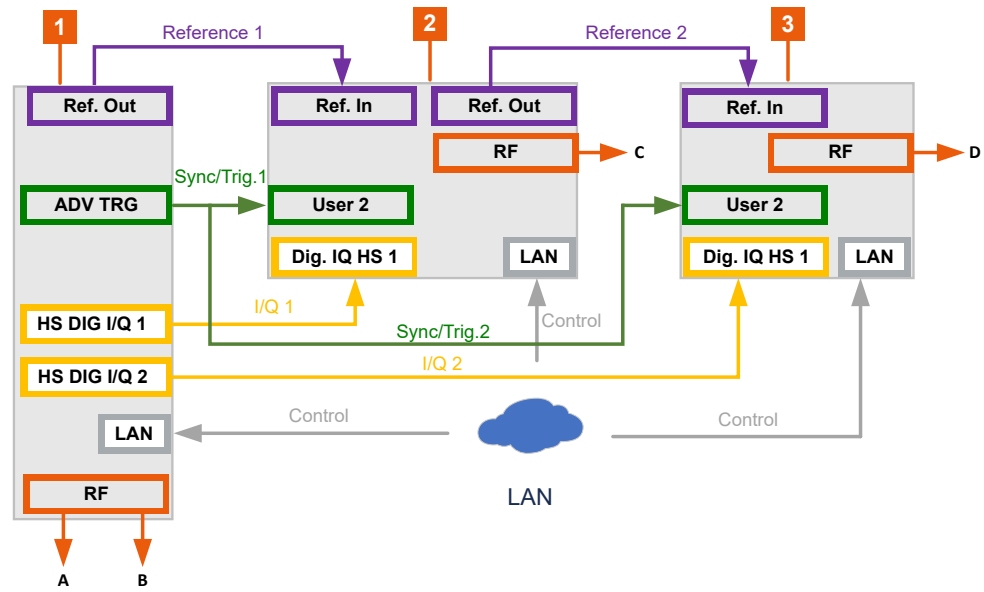 1
2
3
Reference 1
Reference 2
Ref. Out
Ref. In
Ref. Out
Ref. In
RF
C
RF
D
Sync/Trig.1
ADV TRG
User 2
User 2
Dig. IQ HS 1
LAN
Dig. IQ HS 1
LAN
I/Q 1
HS DIG I/Q 1
Control
Sync/Trig.2
I/Q 2
HS DIG I/Q 2
Control
Control
LAN
RF
LAN
A
B